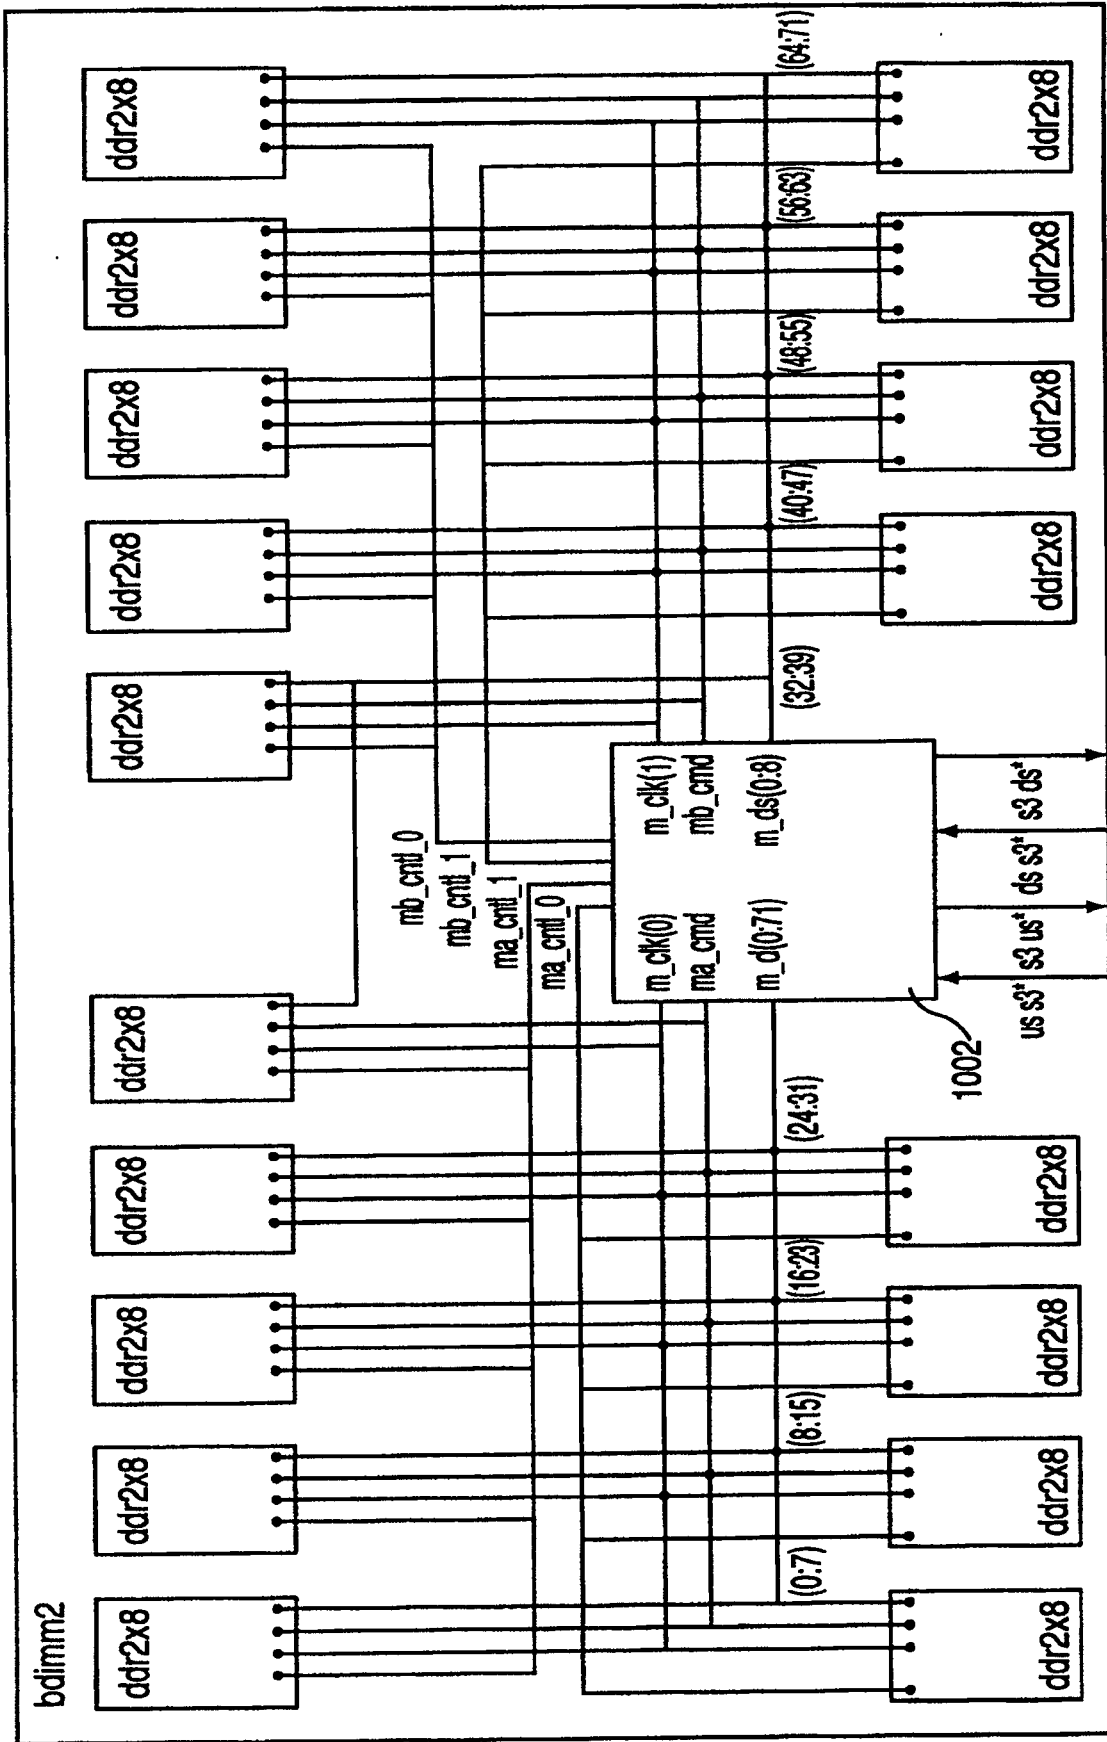 bdimm2
ddr2x8
ddr2x8
ddr2x8
ddr2x8
ddr2x8
ddr2x8
ddr2x8
ddr2x8
ddr2x8
ddr2x8
mb_cntl_0
mb_cntl_1
ma_cntl_1
ma_cntl_0
m_clk(0)
m_clk(1)
ma_cmd
mb_cmd
m_d(0:71)
m_ds(0:8)
(0:7)
(8:15)
(16:23)
(24:31)
(32:39)
(40:47)
(48:55)
(56:63)
(64:71)
1002
us s3*
s3 us*
ds s3*
s3 ds*
ddr2x8
ddr2x8
ddr2x8
ddr2x8
ddr2x8
ddr2x8
ddr2x8
ddr2x8